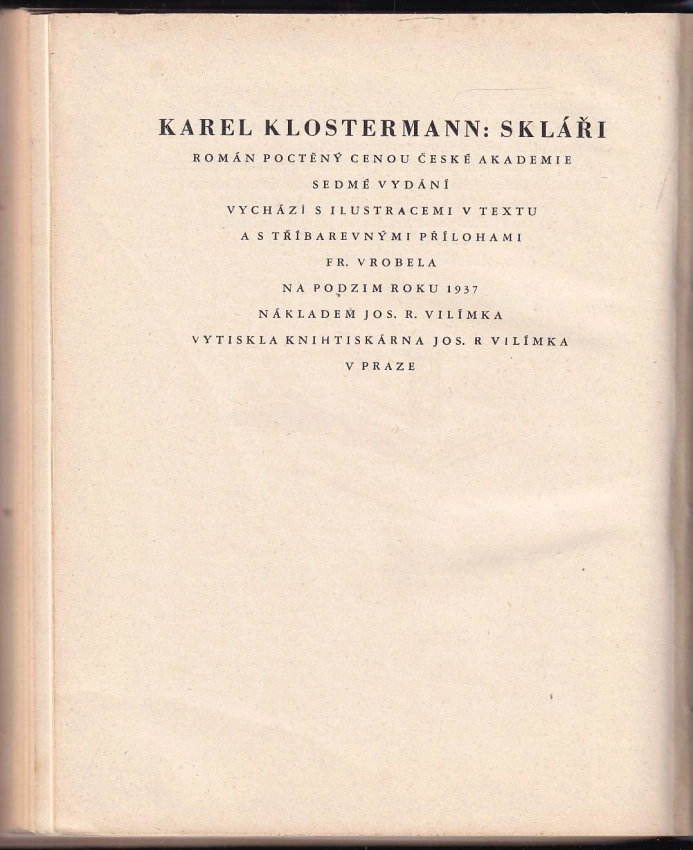 KAREL KLOSTERMANN: SKLÁŘI
ROMÁN POCTĚNÝ CENOU ČESKÉ AKADEMIE
SEDMÉ VYDÁNÍ
VYCHÁZÍ S ILUSTRACEMI V TEXTU
A S TŘÍBAREVNÝMI PŘÍLOHAMI
FR. VROBELA
NA PODZIM ROKU 1937
NÁKLADEM JOS. R. VILÍMKA
VYTISKLA KNIHTISKÁRNA JOS. R VILÍMKA
V PRAZE